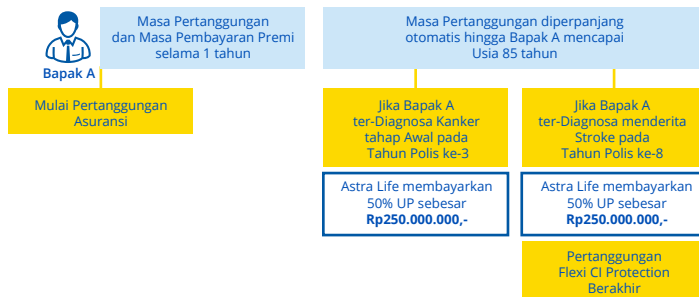 Masa Pertanggungan
dan Masa Pembayaran Premi
selama 1 tahun
Bapak A
Mulai Pertanggungan
Asuransi
Masa Pertanggungan diperpanjang
otomatis hingga Bapak A mencapai
Usia 85 tahun
Jika Bapak A
ter-Diagnosa Kanker
tahap Awal pada
Tahun Polis ke-3
Astra Life membayarkan
50% UP sebesar
Rp250.000.000,-
Jika Bapak A
ter-Diagnosa menderita
Stroke pada
Tahun Polis ke-8
Astra Life membayarkan
50% UP sebesar
Rp250.000.000,-
Pertanggungan
Flexi CI Protection
Berakhir